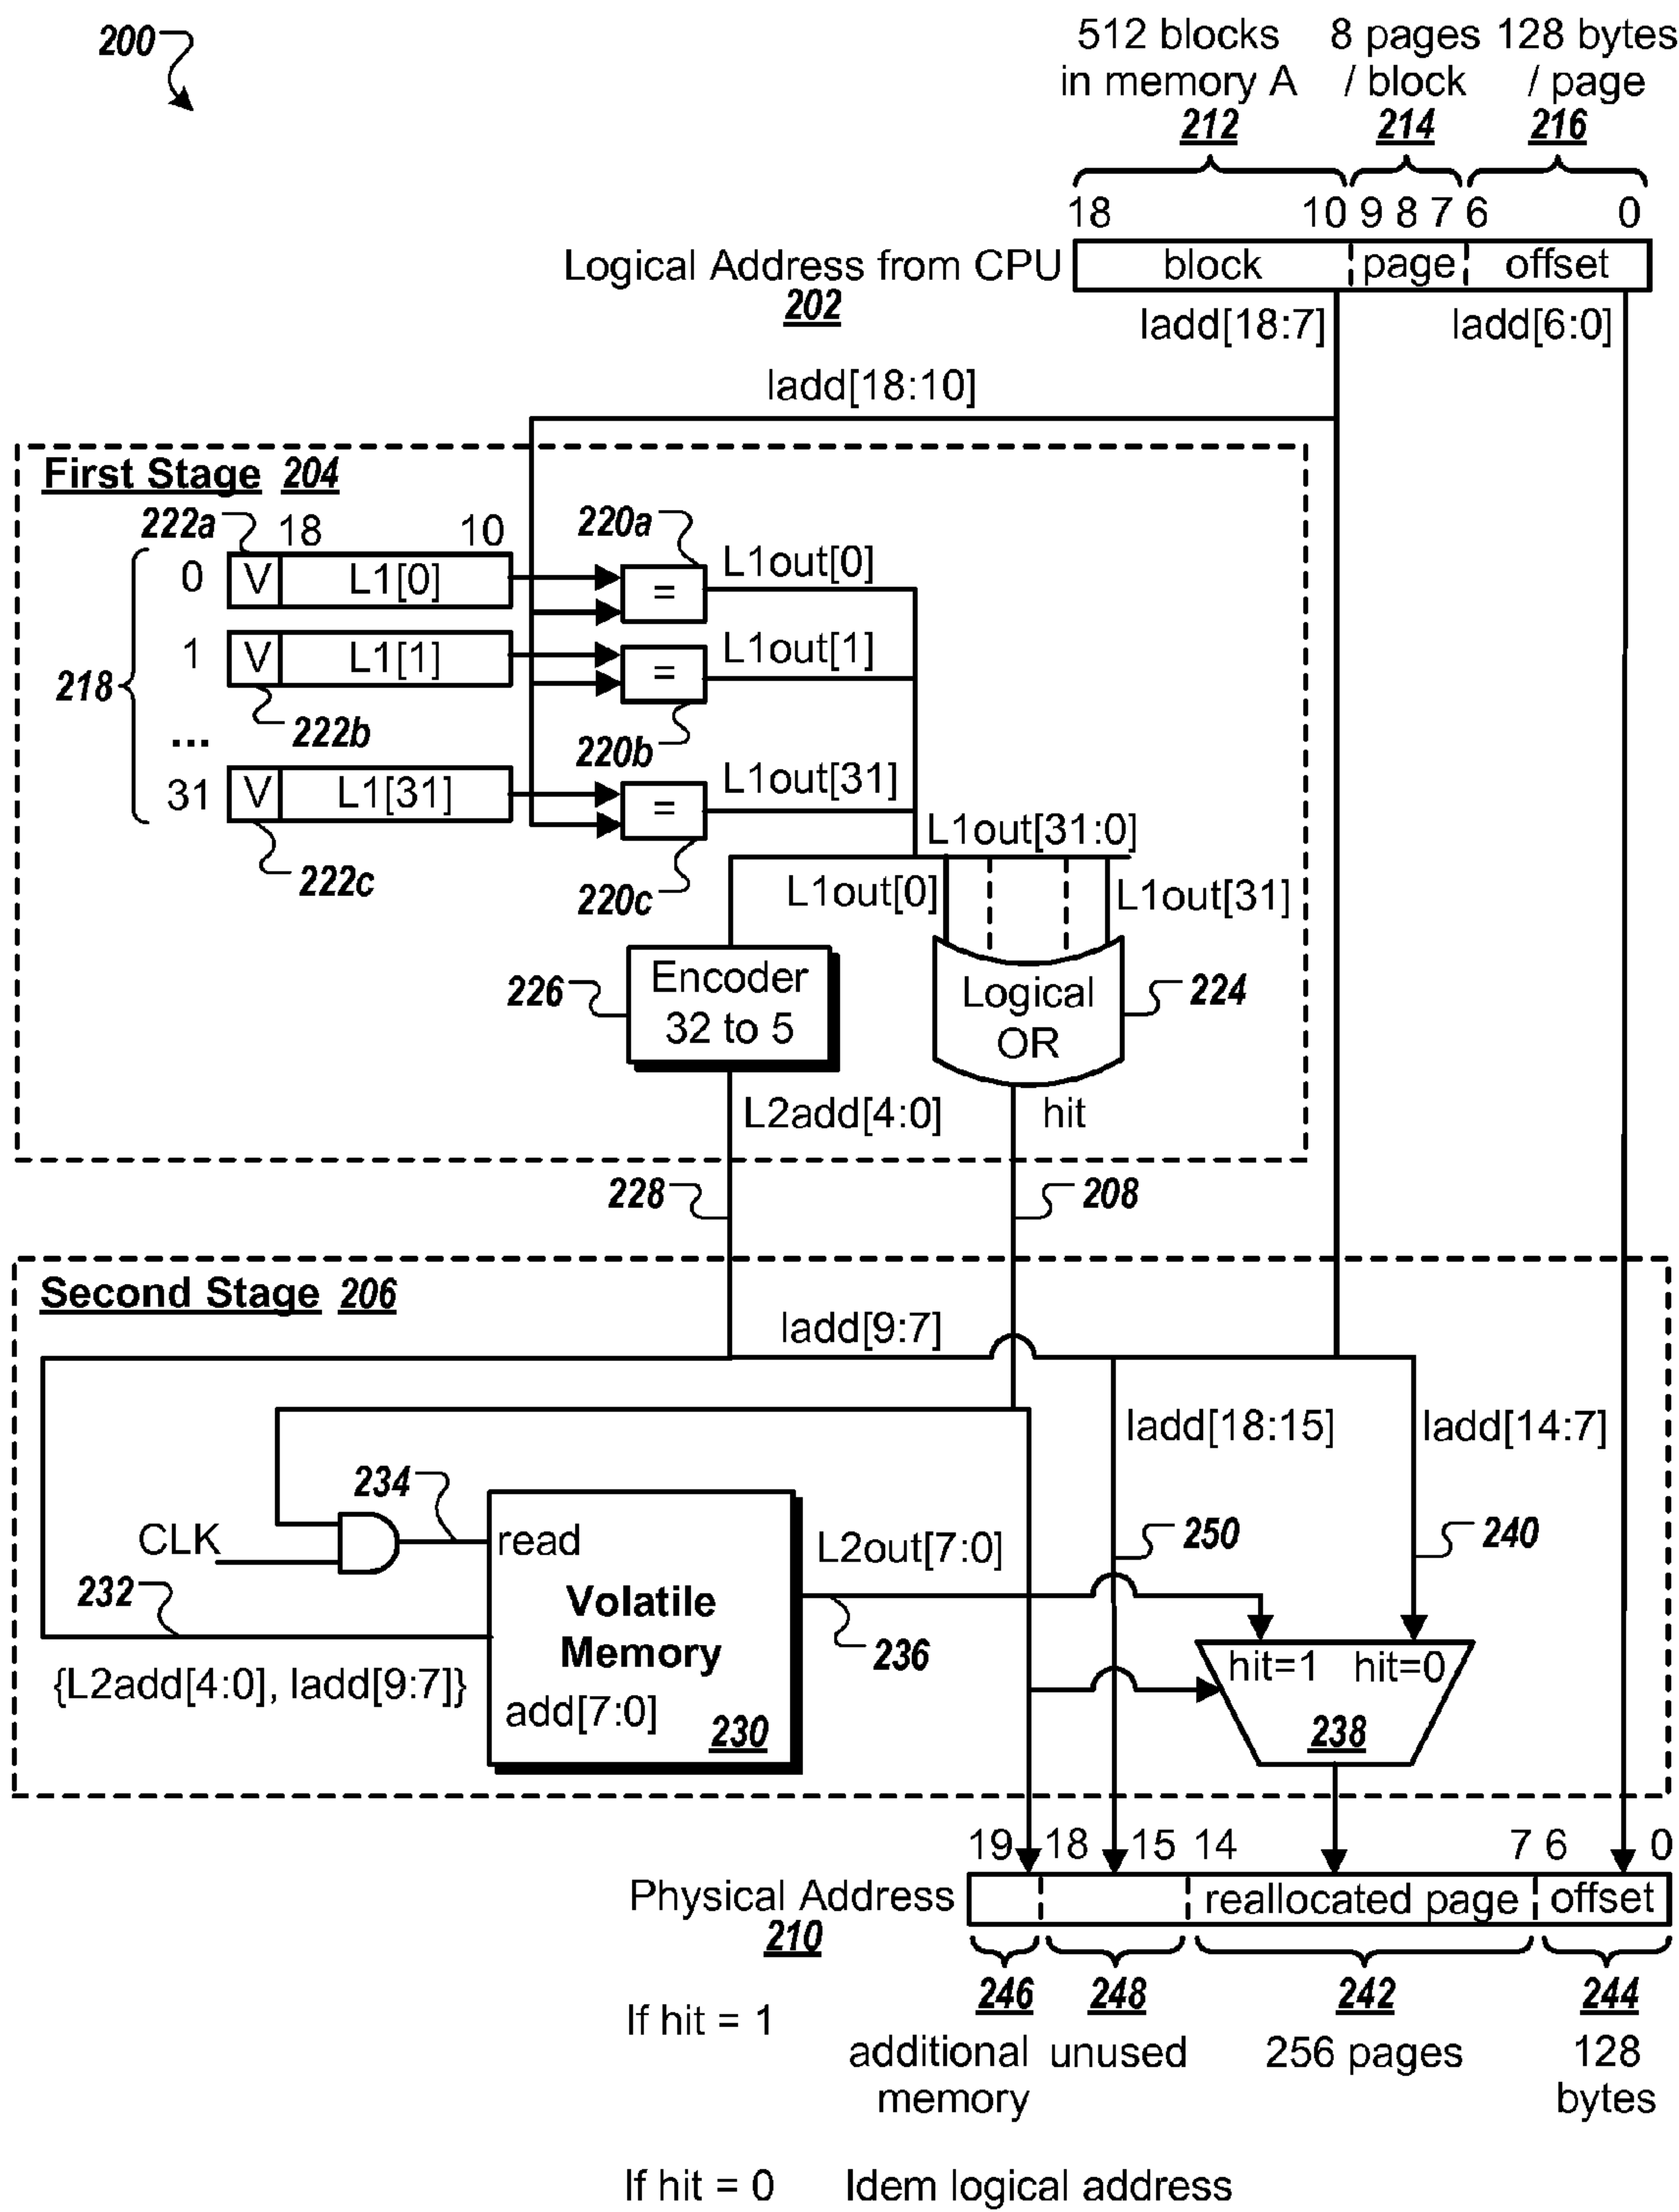 200
512 blocks 8 pages 128 bytes
in memory A / block / page
212 214 216
18 10 9 8 7 6 0
Logical Address from CPU block page offset
202
ladd[18:7] ladd[6:0]
ladd[18:10]
First Stage 204
222a 18 10 220a
0 V L1[0] = L1out[0]
1 V L1[1] = L1out[1]
218
222b
220b
...
31 V L1[31] = L1out[31]
L1out[31:0]
222c 220c L1out[0] L1out[31]
226 Encoder 32 to 5
Logical OR 224
L2add[4:0] hit
228 208
Second Stage 206
ladd[9:7]
ladd[18:15] ladd[14:7]
234
CLK read L2out[7:0] 250 240
232 Volatile
Memory 236
hit=1 hit=0
{L2add[4:0], ladd[9:7]}
add[7:0] 230 238
19 18 15 14 7 6 0
Physical Address reallocated page offset
210
246 248 242 244
If hit = 1
additional unused 256 pages 128
memory bytes
If hit = 0 Idem logical address